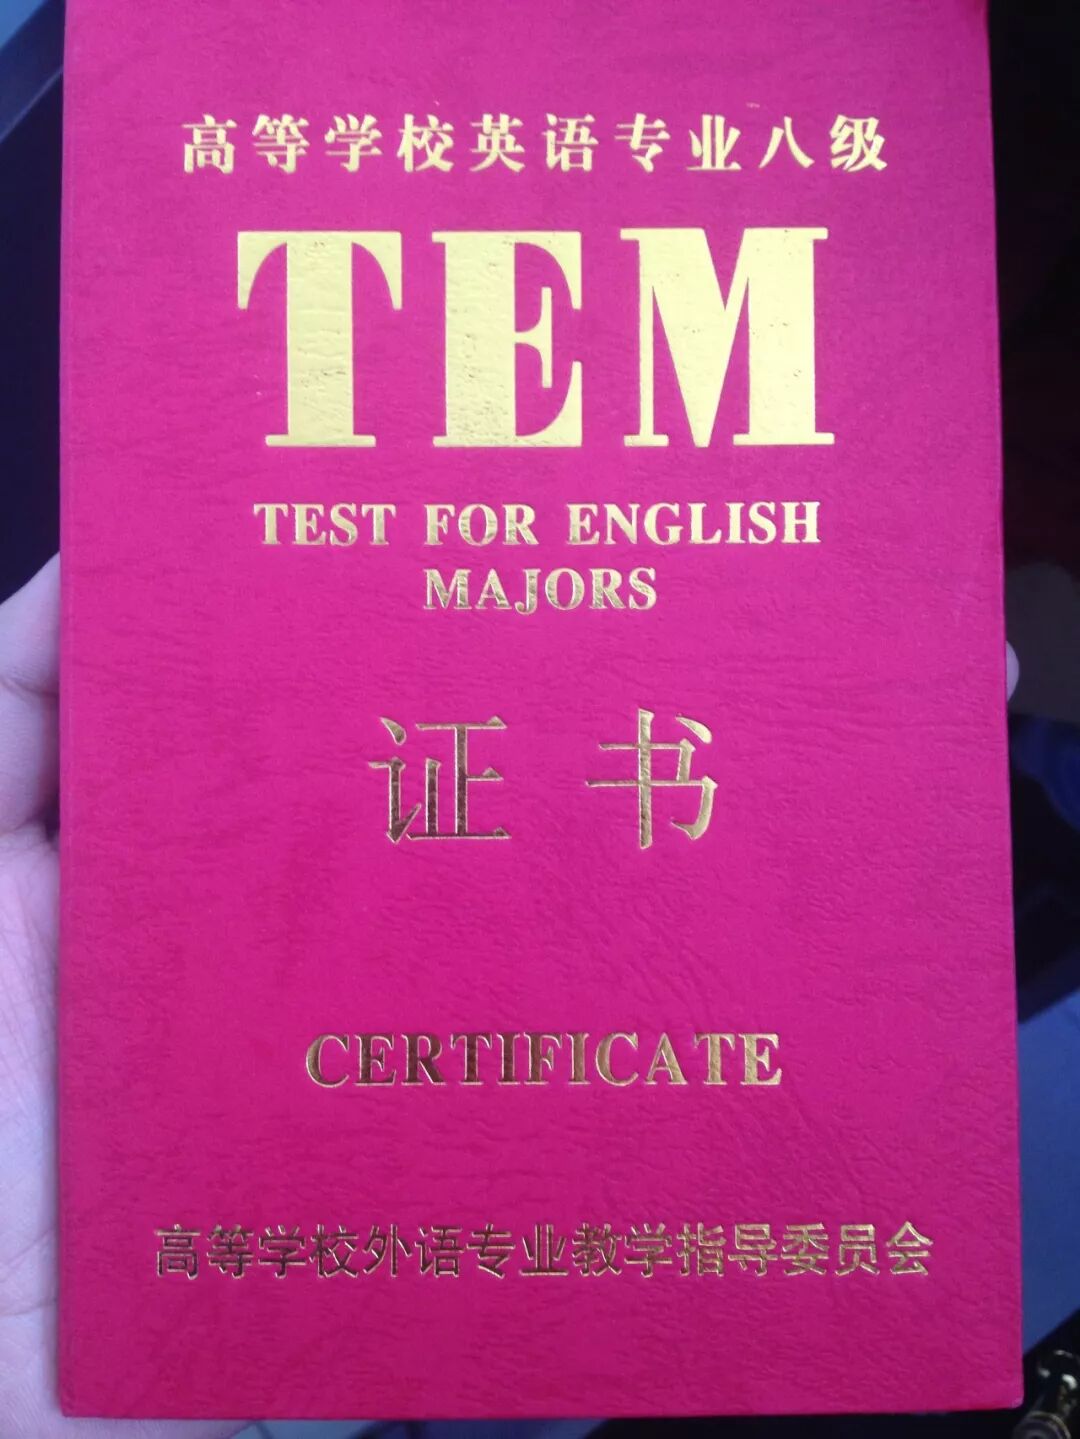 高等学校英语专业八级
TEM
TEST FOR ENGLISH
MAJORS
证书
CERTIFICATE
高等学校外语专业教学指导委员会